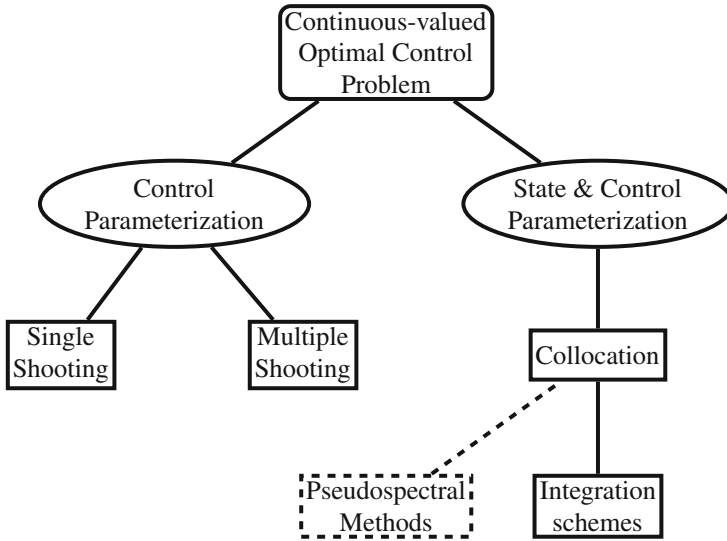 Continuous-valued
Optimal Control
Problem
Control
Parameterization
State & Control
Parameterization
Single
Shooting
Multiple
Shooting
Collocation
Pseudospectral
Methods
Integration
schemes